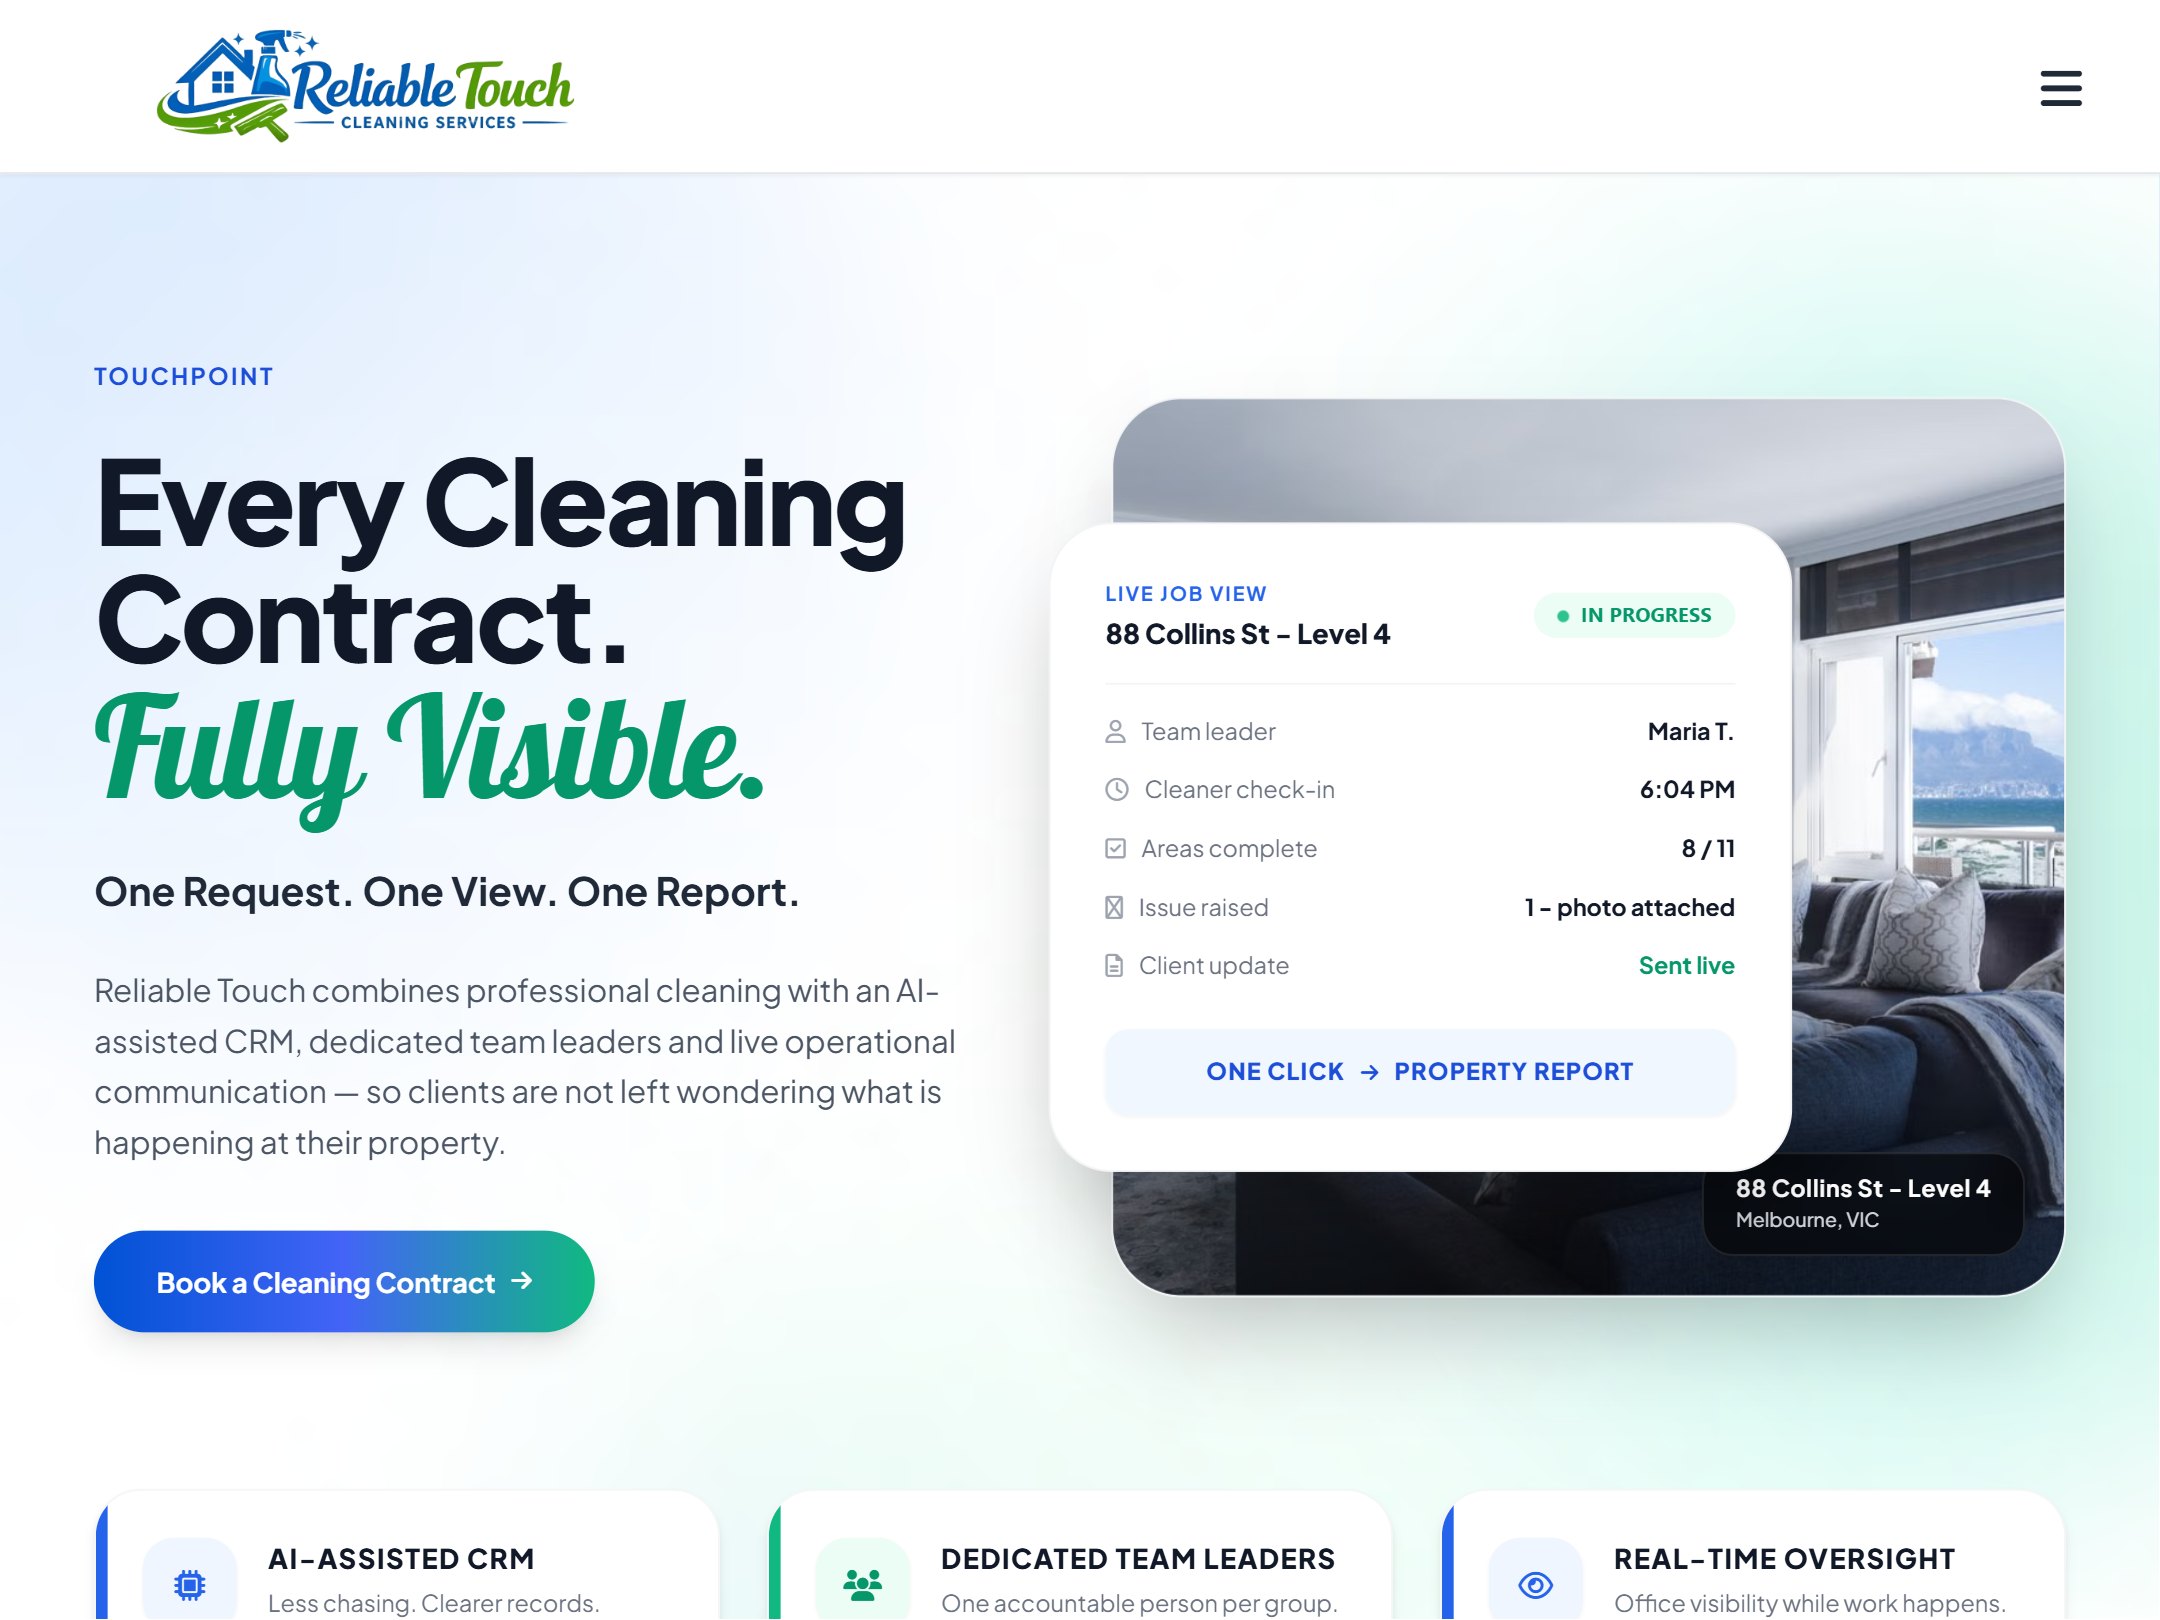 Reliable Touch
CLEANING SERVICES
TOUCHPOINT
Every Cleaning
Contract.
Fully Visible.
One Request. One View. One Report.
Reliable Touch combines professional cleaning with an AI-
assisted CRM, dedicated team leaders and live operational
communication — so clients are not left wondering what is
happening at their property.
Book a Cleaning Contract →
LIVE JOB VIEW
88 Collins St - Level 4
IN PROGRESS
Team leader Maria T.
Cleaner check-in 6:04 PM
Areas complete 8 / 11
Issue raised 1 - photo attached
Client update Sent live
ONE CLICK → PROPERTY REPORT
88 Collins St - Level 4
Melbourne, VIC
AI-ASSISTED CRM
Less chasing. Clearer records.
DEDICATED TEAM LEADERS
One accountable person per group.
REAL-TIME OVERSIGHT
Office visibility while work happens.